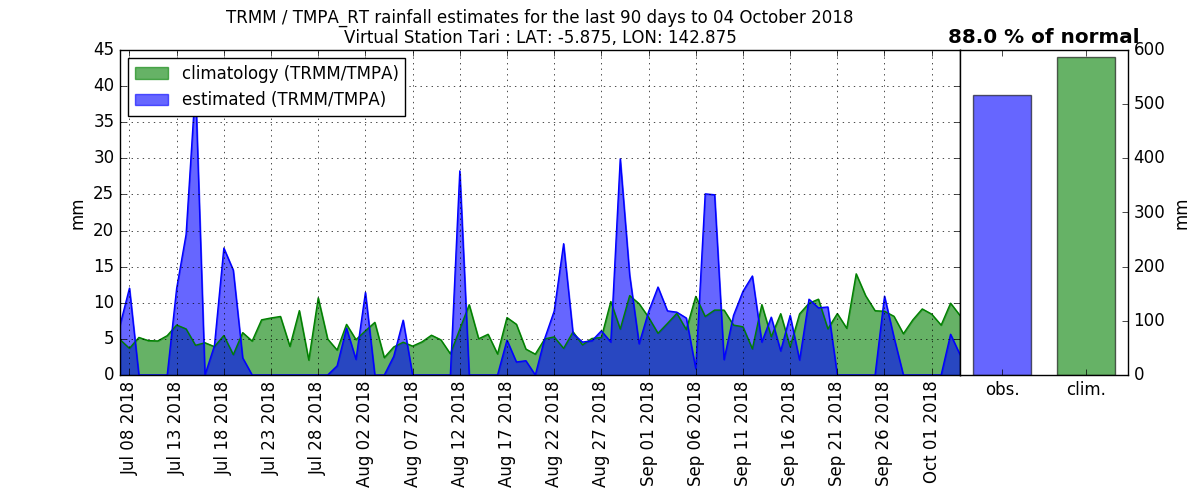 TRMM / TMPA_RT rainfall estimates for the last 90 days to 04 October 2018
Virtual Station Tari : LAT: -5.875, LON: 142.875
88.0 % of normal
climatology (TRMM/TMPA)
estimated (TRMM/TMPA)
mm
45
40
35
30
25
20
15
10
5
0
Jul 08 2018
Jul 13 2018
Jul 18 2018
Jul 23 2018
Jul 28 2018
Aug 02 2018
Aug 07 2018
Aug 12 2018
Aug 17 2018
Aug 22 2018
Aug 27 2018
Sep 01 2018
Sep 06 2018
Sep 11 2018
Sep 16 2018
Sep 21 2018
Sep 26 2018
Oct 01 2018
600
500
400
300
200
100
0
mm
obs.
clim.